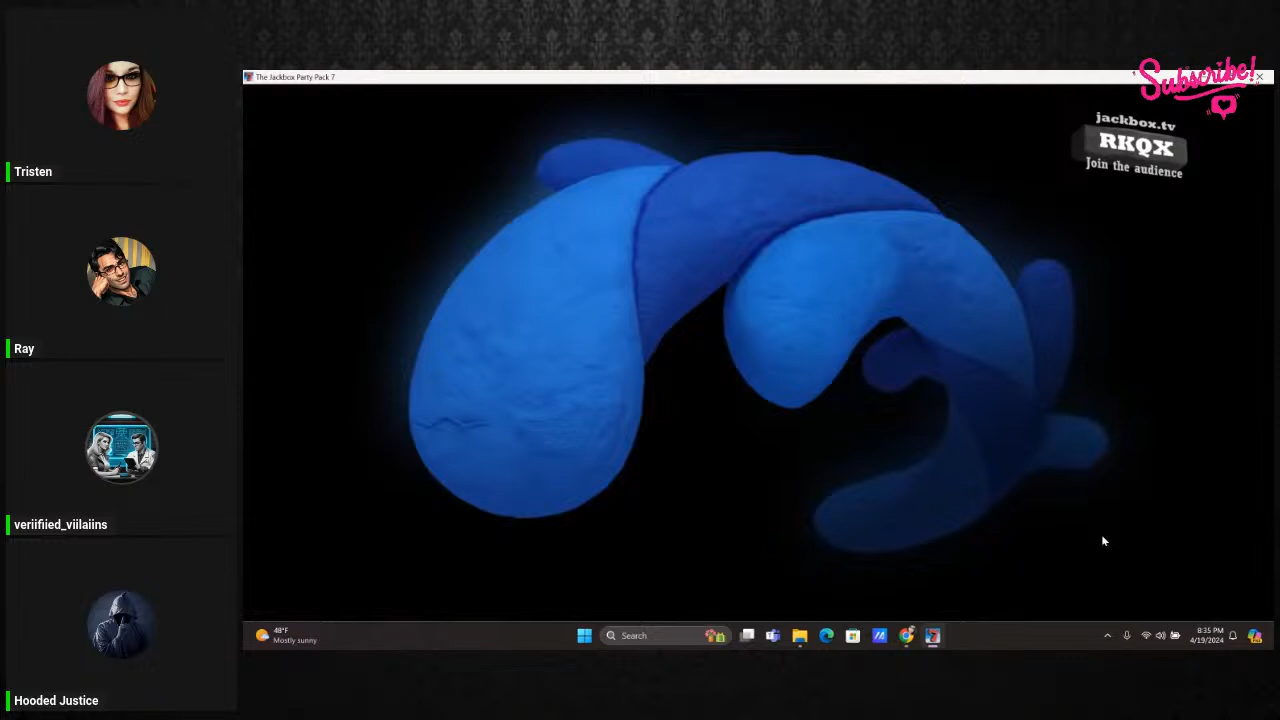 Tristen
Ray
veriifiied_viilaiins
Hooded Justice
The Jackbox Party Pack 7
Subscribe!
jackbox.tv
RKQX
Join the audience
48°F
Mostly sunny
Search
8:35 PM
4/19/2024